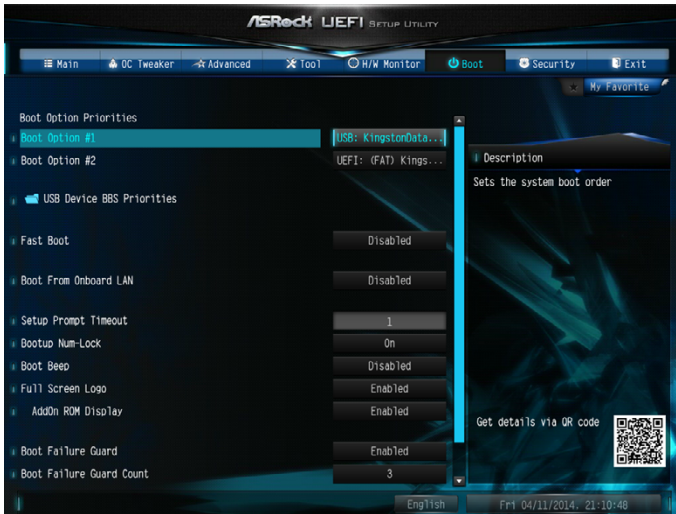 ASRock UEFI SETUP UTILITY
Main OC Tweaker Advanced Tool H/W Monitor Boot Security Exit
My Favorite
Boot Option Priorities
Boot Option #1 USB: KingstonData...
Boot Option #2 UEFI: (FAT) Kings...
USB Device BBS Priorities
Fast Boot Disabled
Boot From Onboard LAN Disabled
Setup Prompt Timeout 1
Bootup Num-Lock On
Boot Beep Disabled
Full Screen Logo Enabled
AddOn ROM Display Enabled
Boot Failure Guard Enabled
Boot Failure Guard Count 3
Description
Sets the system boot order
Get details via QR code
English Fri 04/11/2014. 21:10:48